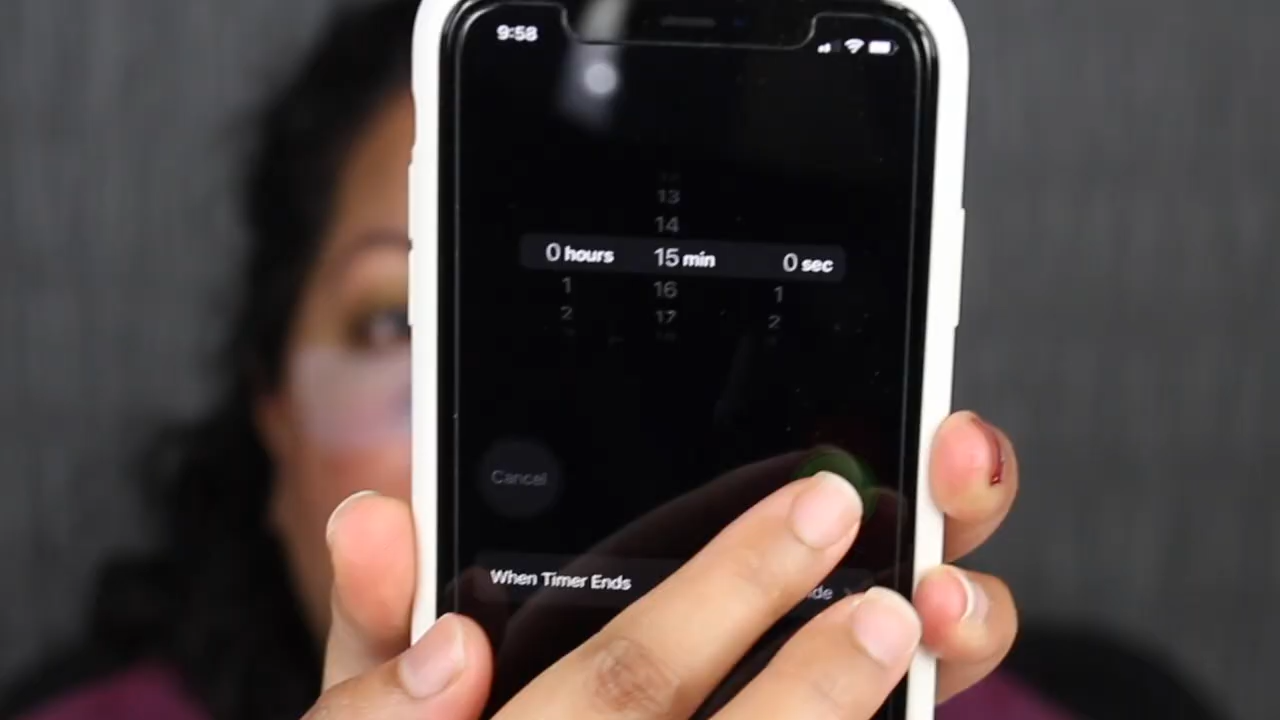 9:58
13
14
0 hours 15 min 0 sec
1 16 1
2 17 2
Cancel
When Timer Ends